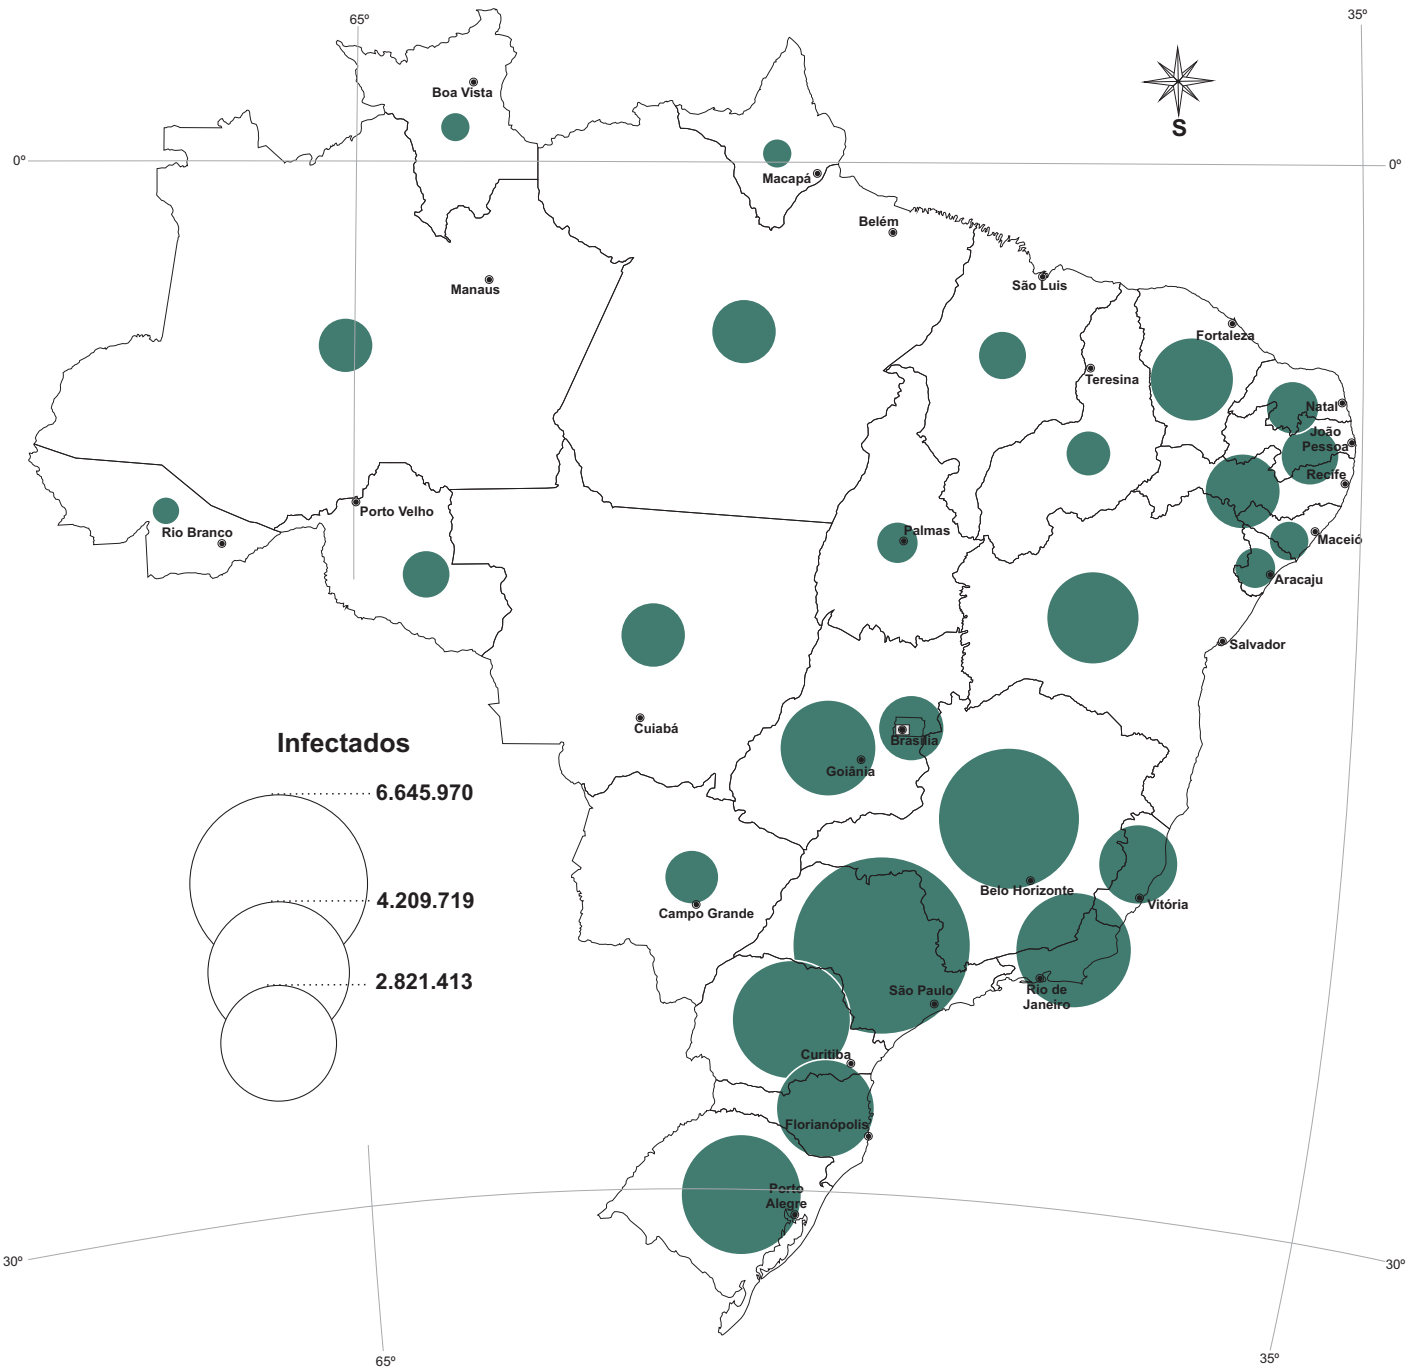 65º
35º
Boa Vista
S
0º
0º
Macapá
Belém
Manaus
São Luis
Fortaleza
Teresina
Natal
João
Pessoa
Recife
Porto Velho
Rio Branco
Palmas
Maceió
Aracaju
Salvador
Cuiabá
Brasília
Goiânia
Infectados
6.645.970
4.209.719
2.821.413
Belo Horizonte
Vitória
Campo Grande
São Paulo
Rio de
Janeiro
Curitiba
Florianópolis
Porto
Alegre
30º
30º
65º
35º